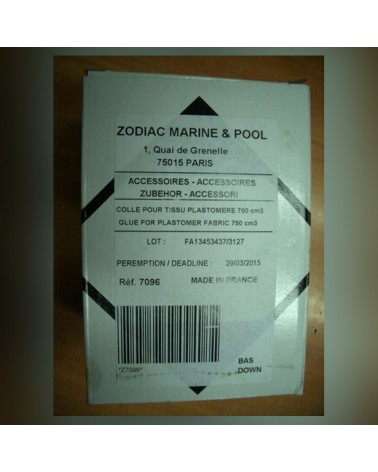 ZODIAC MARINE & POOL
1, Quai de Grenelle
75015 PARIS
ACCESSOIRES - ACCESSOIRES
ZUBEHOR - ACCESSORI
COLLE POUR TISSU PLASTOMERE 750 cm3
GLUE FOR PLASTOMER FABRIC 750 cm3
LOT : FA13453437/3127
PEREMPTION / DEADLINE : 29/03/2015
Réf. 7096 MADE IN FRANCE
*Z7096*
BAS
DOWN